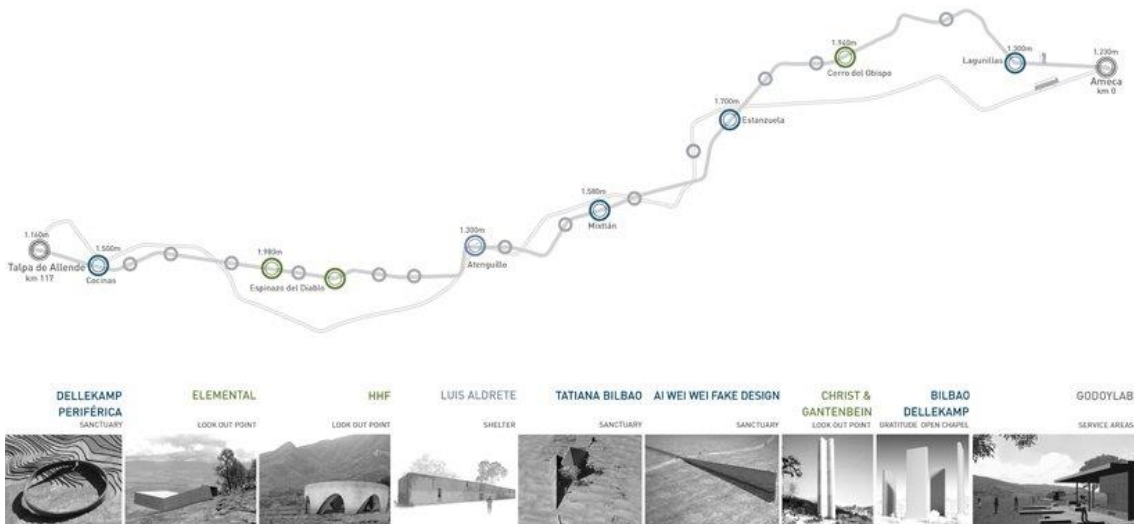 1.940m
Cerro del Obispo
Lagunillas
1.300m
1.230m
Ameca
km 0
1.700m
Estanzuela
1.580m
Mixtlán
1.300m
Atenguillo
1.980m
Espinazo del Diablo
1.500m
Cocinas
1.160m
Talpa de Allende
km 117
DELLEKAMP
PERIFÉRICA
SANCTUARY
ELEMENTAL
LOOK OUT POINT
HHF
LOOK OUT POINT
LUIS ALDRETE
SHELTER
TATIANA BILBAO
SANCTUARY
AI WEI WEI FAKE DESIGN
SANCTUARY
CHRIST &
GANTENBEIN
LOOK OUT POINT
BILBAO
DELLEKAMP
GRATITUDE OPEN CHAPEL
GODOYLAB
SERVICE AREAS